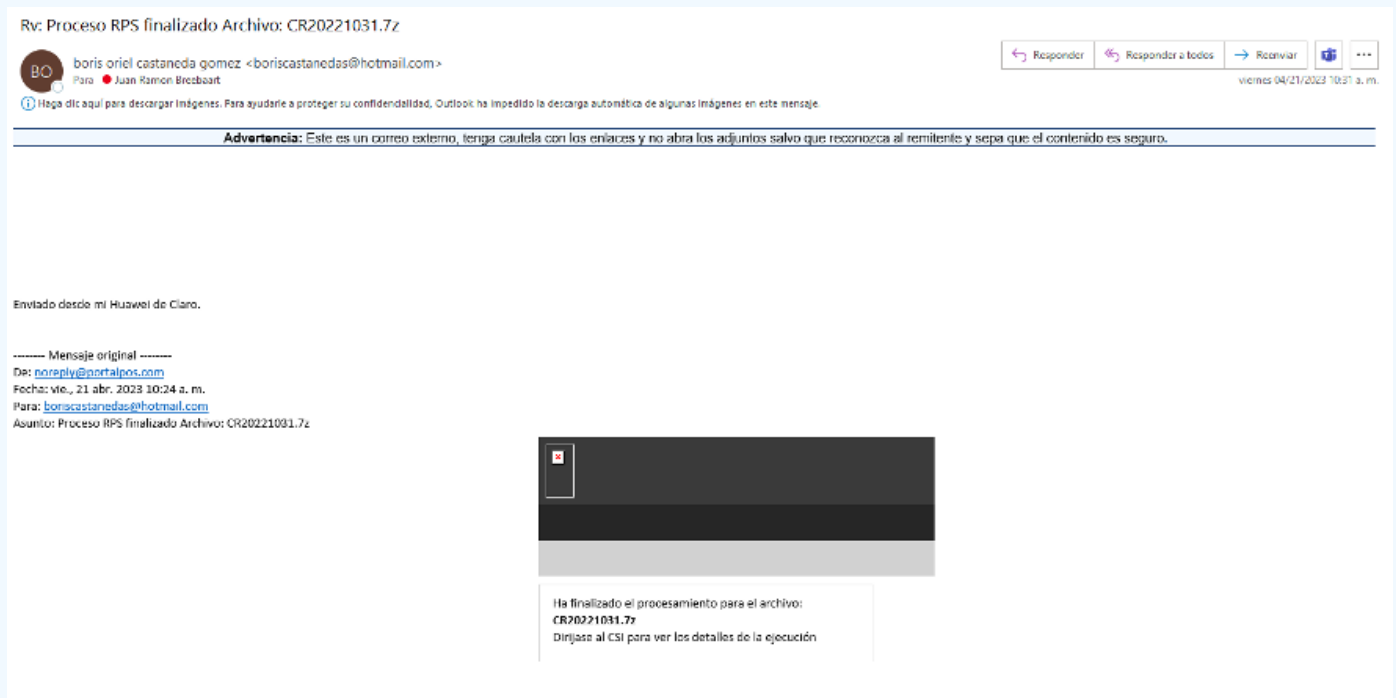 Rv: Proceso RPS finalizado Archivo: CR20221031.7z
BO
boris oriel castaneda gomez <boriscastanedas@hotmail.com>
Para Juan Ramon Breebaart
Responder
Responder a todos
Reenviar
viernes 04/21/2023 10:31 a. m.
Haga clic aquí para descargar imágenes. Para ayudarle a proteger su confidencialidad, Outlook ha impedido la descarga automática de algunas imágenes en este mensaje.
Advertencia: Este es un correo externo, tenga cautela con los enlaces y no abra los adjuntos salvo que reconozca al remitente y sepa que el contenido es seguro.
Enviado desde mi Huawei de Claro.
-------- Mensaje original --------
De: noreply@portalpos.com
Fecha: vie., 21 abr. 2023 10:24 a. m.
Para: boriscastanedas@hotmail.com
Asunto: Proceso RPS finalizado Archivo: CR20221031.7z
Ha finalizado el procesamiento para el archivo:
CR20221031.7z
Dirijase al CSI para ver los detalles de la ejecución